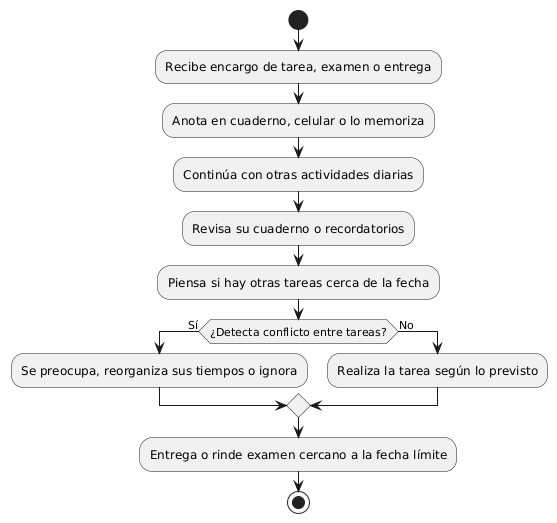 Recibe encargo de tarea, examen o entrega
Anota en cuaderno, celular o lo memoriza
Continúa con otras actividades diarias
Revisa su cuaderno o recordatorios
Piensa si hay otras tareas cerca de la fecha
Sí
¿Detecta conflicto entre tareas?
No
Se preocupa, reorganiza sus tiempos o ignora
Realiza la tarea según lo previsto
Entrega o rinde examen cercano a la fecha límite